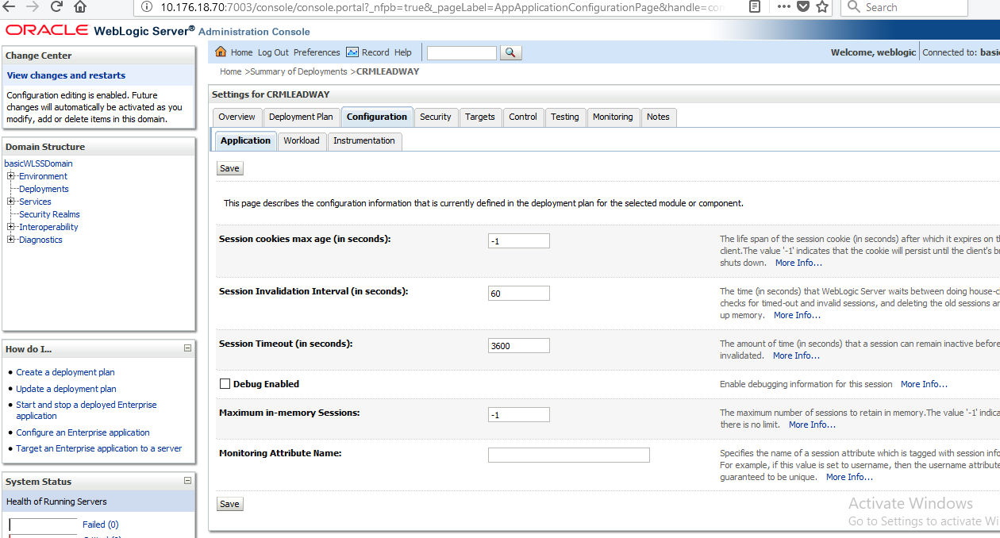 10.176.18.70:7003/console/console.portal?_nfpb=true&_pageLabel=AppApplicationConfigurationPage&handle=co
Search
ORACLE WebLogic Server® Administration Console
Change Center
View changes and restarts
Configuration editing is enabled. Future
changes will automatically be activated as you
modify, add or delete items in this domain.
Domain Structure
basicWLSSDomain
Environment
Deployments
Services
Security Realms
Interoperability
Diagnostics
How do I...
Create a deployment plan
Update a deployment plan
Start and stop a deployed Enterprise
application
Configure an Enterprise application
Target an Enterprise application to a server
System Status
Health of Running Servers
Failed (0)
Home Log Out Preferences Record Help
Welcome, weblogic Connected to: basi
Home >Summary of Deployments >CRMLEADWAY
Settings for CRMLEADWAY
Overview Deployment Plan Configuration Security Targets Control Testing Monitoring Notes
Application Workload Instrumentation
Save
This page describes the configuration information that is currently defined in the deployment plan for the selected module or component.
Session cookies max age (in seconds):
-1
The life span of the session cookie (in seconds) after which it expires on
client.The value '-1' indicates that the cookie will persist until the client's
shuts down. More Info...
Session Invalidation Interval (in seconds):
60
The time (in seconds) that WebLogic Server waits between doing house-c
checks for timed-out and invalid sessions, and deleting the old sessions
up memory. More Info...
Session Timeout (in seconds):
3600
The amount of time (in seconds) that a session can remain inactive before
invalidated. More Info...
Debug Enabled
Enable debugging information for this session More Info...
Maximum in-memory Sessions:
-1
The maximum number of sessions to retain in memory.The value '-1' indica
there is no limit. More Info...
Monitoring Attribute Name:
Specifies the name of a session attribute which is tagged with session info
For example, if this value is set to username, then the username attribute
guaranteed to be unique. More Info...
Save
Activate Windows
Go to Settings to activate Wi